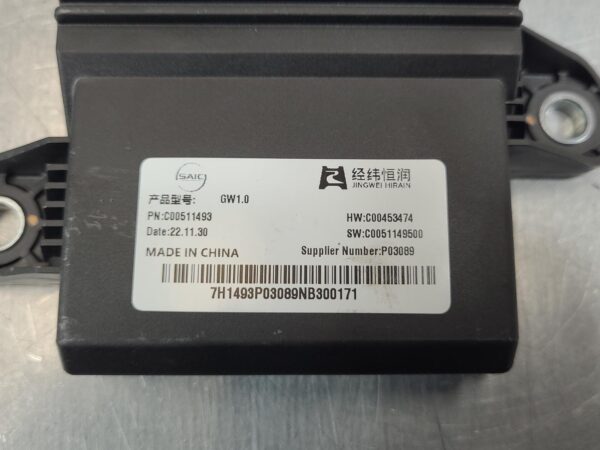 SAIC
经纬恒润
JINGWEI HIRAIN
产品型号: GW1.0
PN:C00511493 HW:C00453474
Date:22.11.30 SW:C0051149500
MADE IN CHINA Supplier Number:P03089
7H1493P03089NB300171